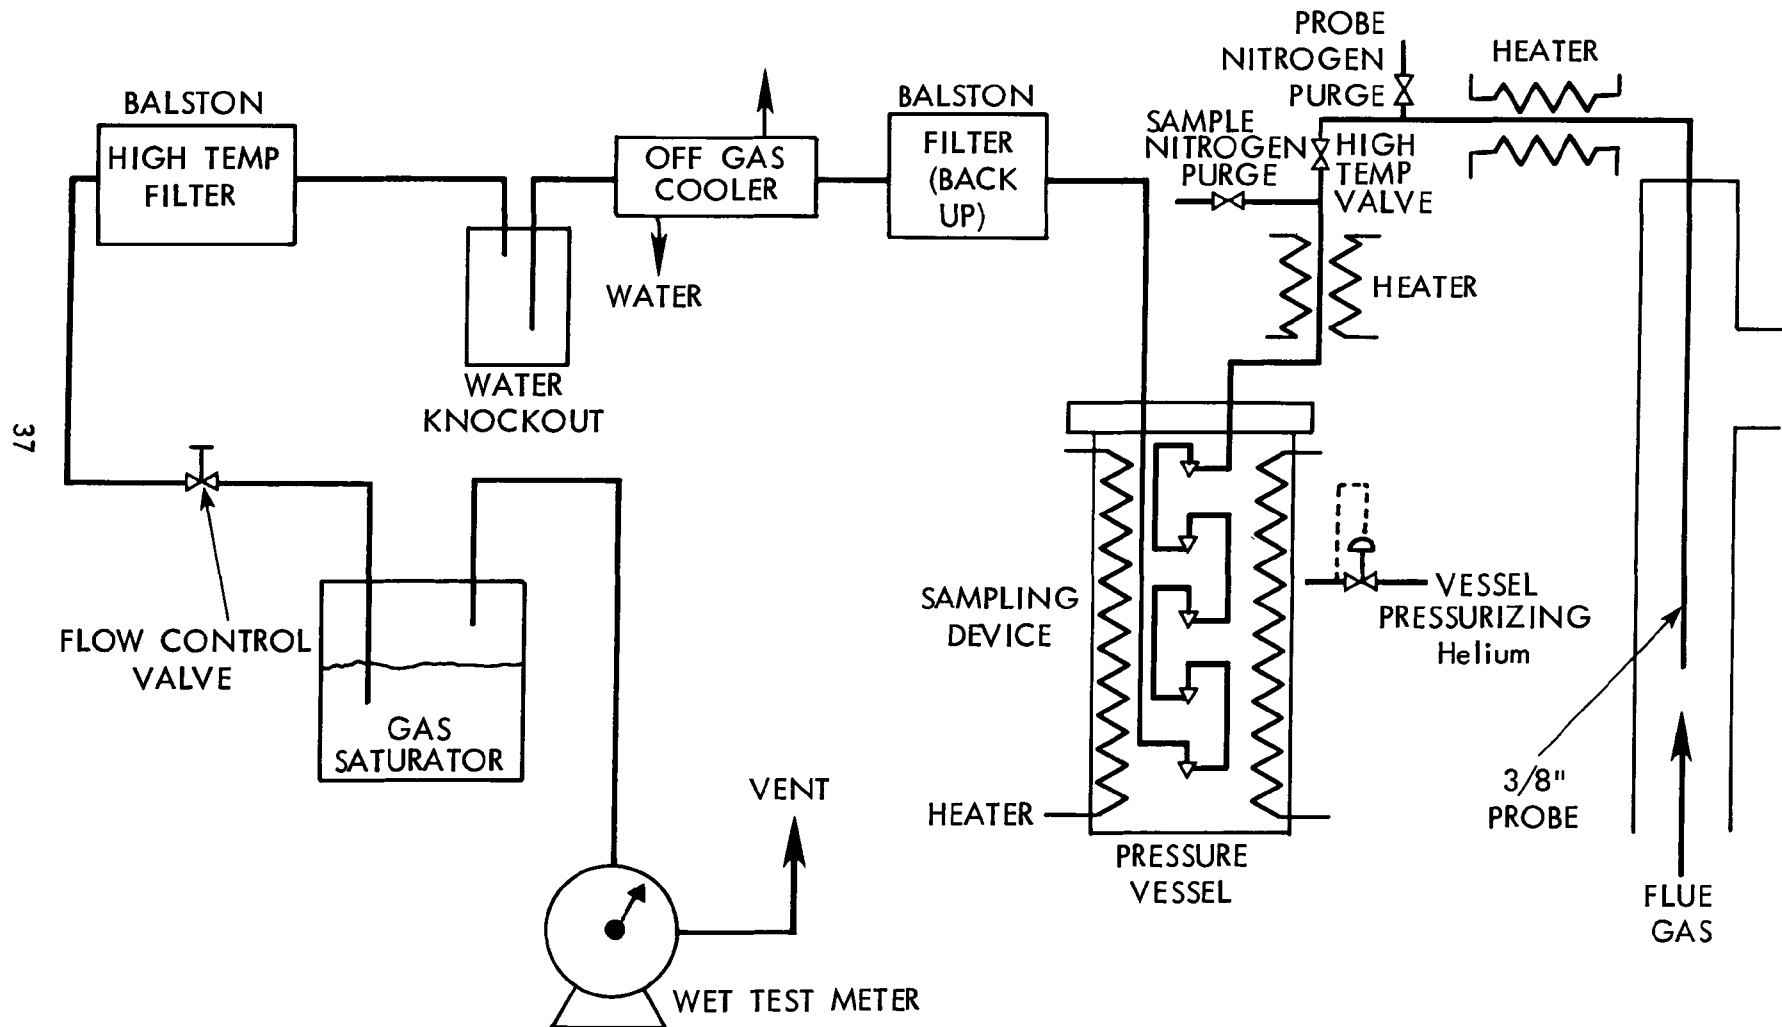 PROBE
NITROGEN
PURGE
HEATER
BALSTON
HIGH TEMP
FILTER
OFF GAS
COOLER
WATER
BALSTON
FILTER
(BACK
UP)
SAMPLE
NITROGEN
PURGE
HIGH
TEMP
VALVE
HEATER
WATER
KNOCKOUT
37
FLOW CONTROL
VALVE
GAS
SATURATOR
SAMPLING
DEVICE
VESSEL
PRESSURIZING
Helium
HEATER
PRESSURE
VESSEL
3/8"
PROBE
FLUE
GAS
VENT
WET TEST METER